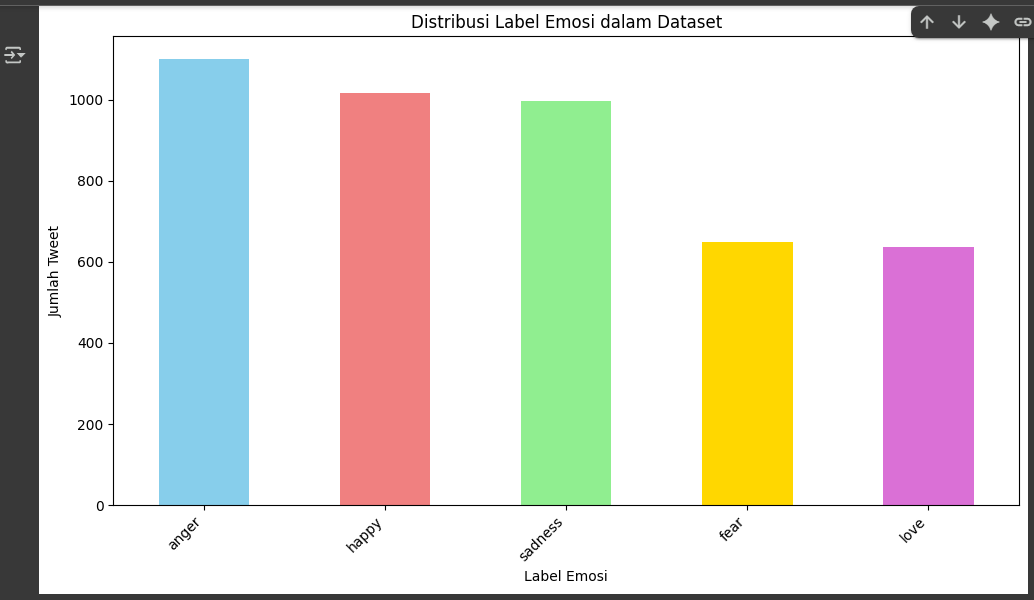 Distribusi Label Emosi dalam Dataset
Jumlah Tweet
1000
800
600
400
200
0
anger
happy
sadness
fear
love
Label Emosi